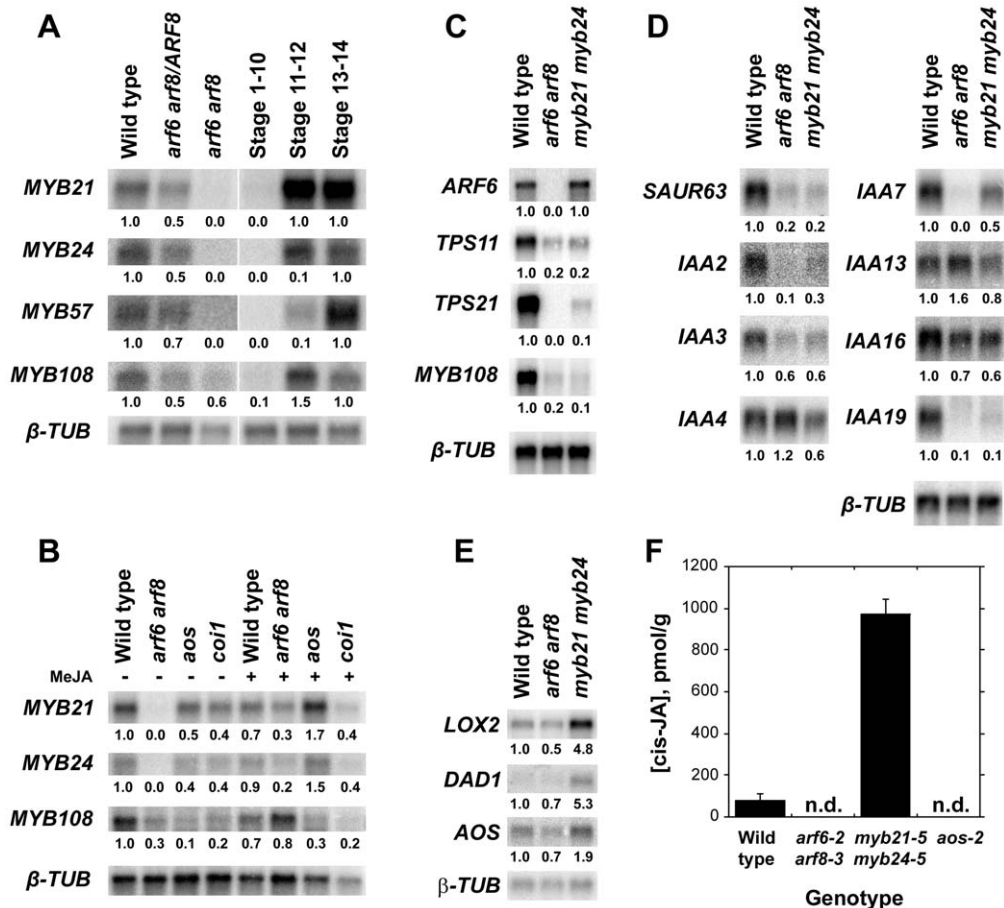 A
Wild type
arf6 arf8/ARF8
arf6 arf8
Stage 1-10
Stage 11-12
Stage 13-14
MYB21
1.0 0.5 0.0 0.0 1.0 1.0
MYB24
1.0 0.5 0.0 0.0 0.1 1.0
MYB57
1.0 0.7 0.0 0.0 0.1 1.0
MYB108
1.0 0.5 0.6 0.1 1.5 1.0
β-TUB
B
Wild type
arf6 arf8
aos
coi1
Wild type
arf6 arf8
aos
coi1
MeJA - - - - + + + +
MYB21
1.0 0.0 0.5 0.4 0.7 0.3 1.7 0.4
MYB24
1.0 0.0 0.4 0.4 0.9 0.2 1.5 0.4
MYB108
1.0 0.3 0.1 0.2 0.7 0.8 0.3 0.2
β-TUB
C
Wild type
arf6 arf8
myb21 myb24
ARF6
1.0 0.0 1.0
TPS11
1.0 0.2 0.2
TPS21
1.0 0.0 0.1
MYB108
1.0 0.2 0.1
β-TUB
D
Wild type
arf6 arf8
myb21 myb24
SAUR63
1.0 0.2 0.2
IAA2
1.0 0.1 0.3
IAA3
1.0 0.6 0.6
IAA4
1.0 1.2 0.6
Wild type
arf6 arf8
myb21 myb24
IAA7
1.0 0.0 0.5
IAA13
1.0 1.6 0.8
IAA16
1.0 0.7 0.6
IAA19
1.0 0.1 0.1
β-TUB
E
Wild type
arf6 arf8
myb21 myb24
LOX2
1.0 0.5 4.8
DAD1
1.0 0.7 5.3
AOS
1.0 0.7 1.9
β-TUB
F
[cis-JA], pmol/g
1200
1000
800
600
400
200
0
n.d.
n.d.
Wild arf6-2 myb21-5 aos-2
type arf8-3 myb24-5
Genotype